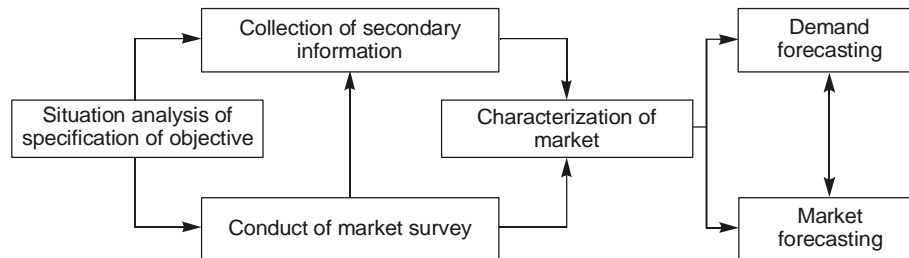 Collection of secondary
information
Demand
forecasting
Situation analysis of
specification of objective
Characterization of
market
Conduct of market survey
Market
forecasting